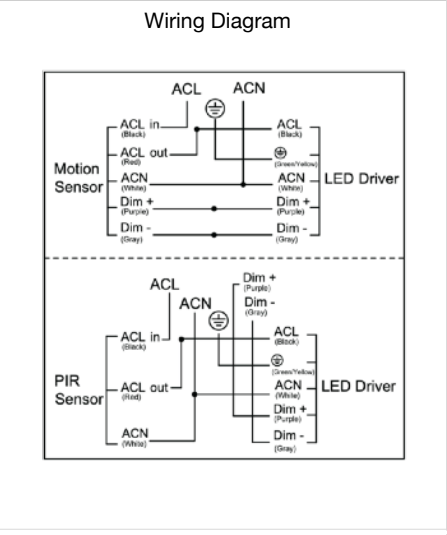 Wiring Diagram
ACL ACN
ACL in
(Black)
ACL
(Black)
ACL out
(Red)
(Green/Yellow)
Motion
Sensor
ACN
(White)
ACN
(White)
LED Driver
Dim +
(Purple)
Dim +
(Purple)
Dim -
(Gray)
Dim -
(Gray)
Dim +
(Purple)
ACL
ACN
Dim -
(Gray)
ACL in
(Black)
ACL
(Black)
(Green/Yellow)
PIR
Sensor
ACL out
(Red)
ACN
(White)
LED Driver
Dim +
(Purple)
ACN
(White)
Dim -
(Gray)